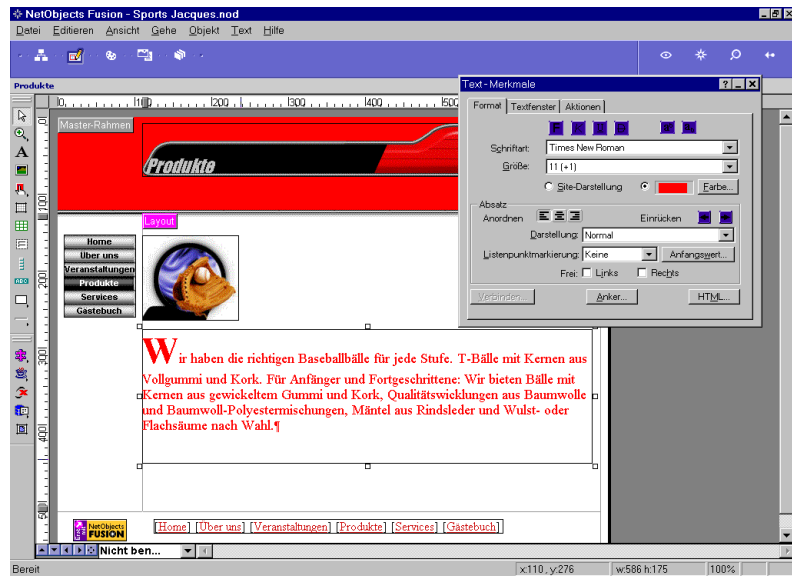 NetObjects Fusion - Sports Jacques.nod
Datei Editieren Ansicht Gehe Objekt Text Hilfe
Produkte
0 100 200 300 400 500
Master-Rahmen
Produkte
Layout
Home
Über uns
Veranstaltungen
Produkte
Services
Gästebuch
Text-Merkmale
Format Textfenster Aktionen
Schriftart: Times New Roman
Größe: 11 (+1)
Site-Darstellung Farbe...
Absatz
Anordnen Einrücken
Darstellung: Normal
Listenpunktmarkierung: Keine Anfangswert...
Frei: Links Rechts
Verbinden... Anker... HTML...
Wir haben die richtigen Baseballbälle für jede Stufe. T-Bälle mit Kernen aus
Vollgummi und Kork. Für Anfänger und Fortgeschrittene: Wir bieten Bälle mit
Kernen aus gewickeltem Gummi und Kork, Qualitätswicklungen aus Baumwolle
und Baumwoll-Polyestermischungen, Mäntel aus Rindsleder und Wulst- oder
Flachsäume nach Wahl.¶
NetObjects
FUSION
[Home] [Über uns] [Veranstaltungen] [Produkte] [Services] [Gästebuch]
Nicht ben...
Bereit x:110 , y:276 w:586 h:175 100%